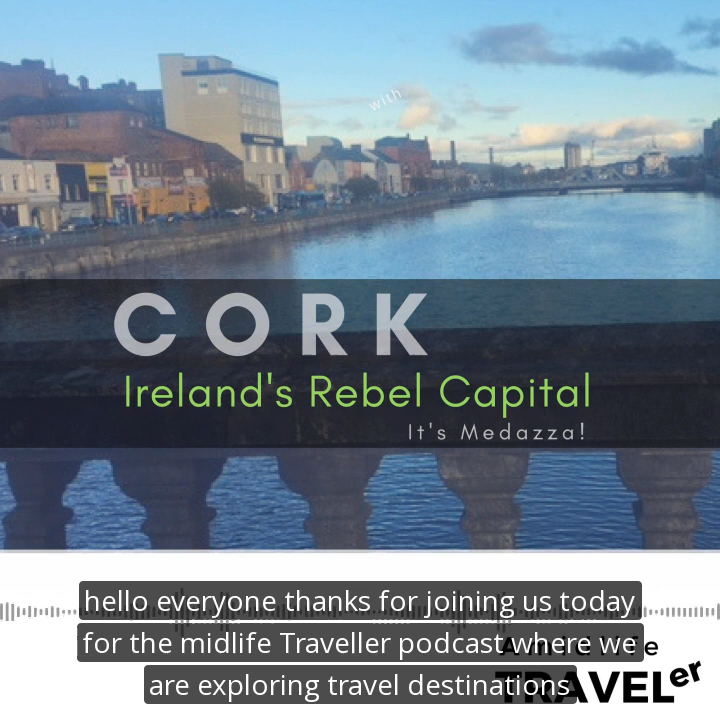 with
CORK
Ireland's Rebel Capital
It's Medazza!
hello everyone thanks for joining us today
for the midlife Traveller podcast where we
are exploring travel destinations
TRAVELer